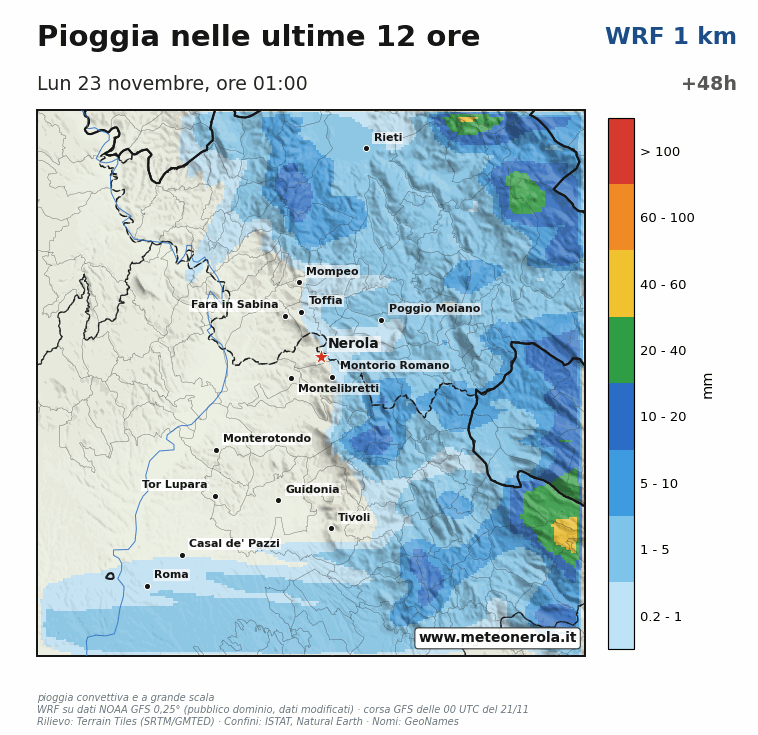 Pioggia nelle ultime 12 ore
WRF 1 km
Lun 23 novembre, ore 01:00
+48h
Rieti
Mompeo
Fara in Sabina
Toffia
Poggio Moiano
Nerola
Montorio Romano
Montelibretti
Monterotondo
Tor Lupara
Guidonia
Tivoli
Casal de' Pazzi
Roma
www.meteonerola.it
> 100
60 - 100
40 - 60
20 - 40
10 - 20
5 - 10
1 - 5
0.2 - 1
mm
pioggia convettiva e a grande scala
WRF su dati NOAA GFS 0,25° (pubblico dominio, dati modificati) · corsa GFS delle 00 UTC del 21/11
Rilievo: Terrain Tiles (SRTM/GMTED) · Confini: ISTAT, Natural Earth · Nomi: GeoNames